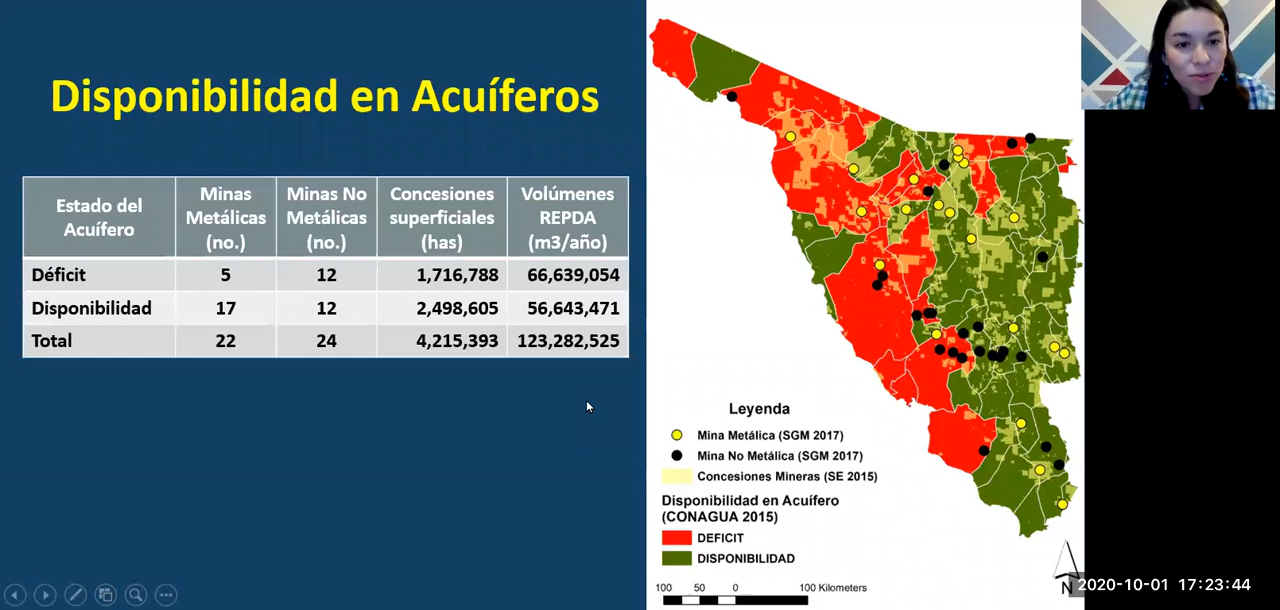 Disponibilidad en Acuíferos
Estado del Acuífero | Minas Metálicas (no.) | Minas No Metálicas (no.) | Concesiones superficiales (has) | Volúmenes REPDA (m3/año)
Déficit | 5 | 12 | 1,716,788 | 66,639,054
Disponibilidad | 17 | 12 | 2,498,605 | 56,643,471
Total | 22 | 24 | 4,215,393 | 123,282,525
Leyenda
Mina Metálica (SGM 2017)
Mina No Metálica (SGM 2017)
Concesiones Mineras (SE 2015)
Disponibilidad en Acuífero
(CONAGUA 2015)
DEFICIT
DISPONIBILIDAD
100 50 0 100 Kilometers
N
2020-10-01 17:23:44